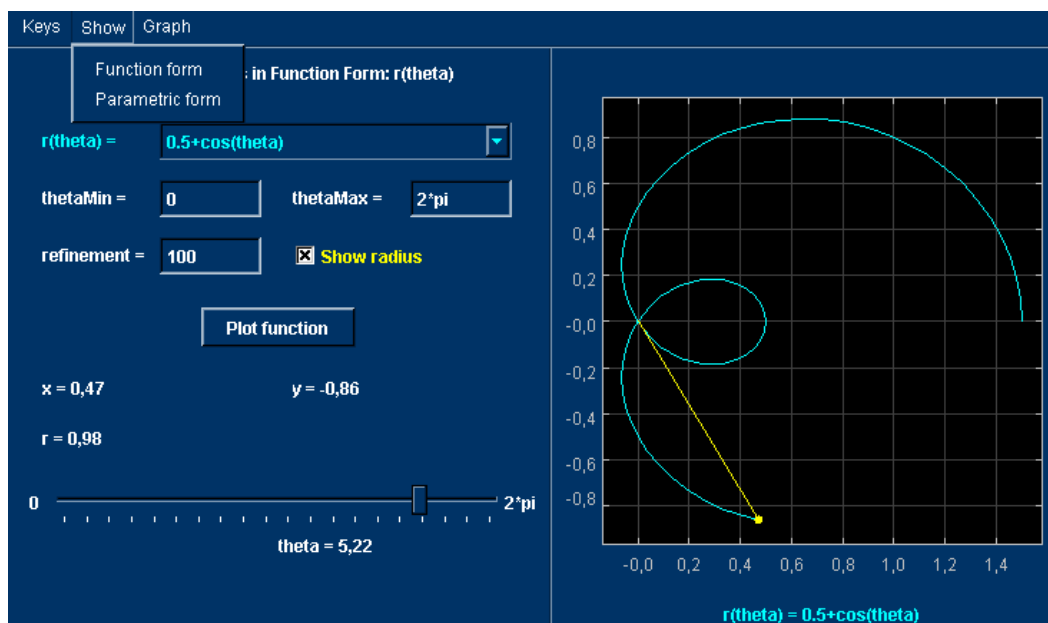 Keys Show Graph
Function form
Parametric form
s in Function Form: r(theta)
r(theta) = 0.5+cos(theta)
thetaMin = 0 thetaMax = 2*pi
refinement = 100 Show radius
Plot function
x = 0,47 y = -0,86
r = 0,98
0 2*pi
theta = 5,22
0,8
0,6
0,4
0,2
-0,0
-0,2
-0,4
-0,6
-0,8
-0,0 0,2 0,4 0,6 0,8 1,0 1,2 1,4
r(theta) = 0.5+cos(theta)